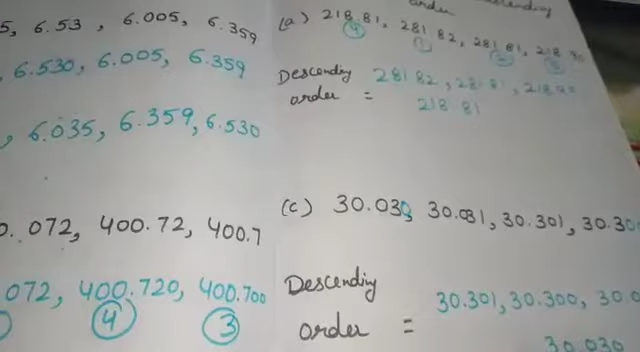 5, 6.53, 6.005, 6.359
6.530, 6.005, 6.359
6.035, 6.359, 6.530
.072, 400.72, 400.7
072, 400.720, 400.700
4 3
order
(a) 218.81, 281.82, 281.81, 218.
4 1 2 3
Descending 281.82, 281.81,
order = 218.81
(c) 30.030, 30.031, 30.301, 30.30
Descending
order = 30.301, 30.300, 30.0
30.030